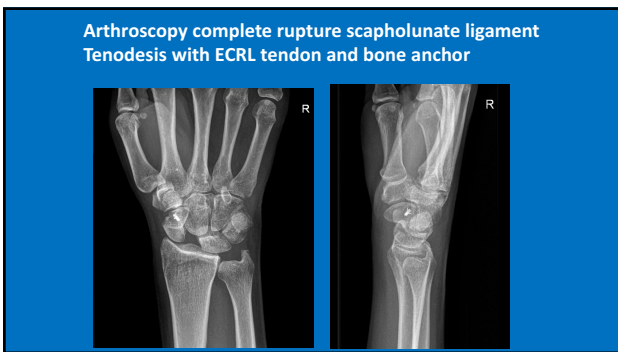 Arthroscopy complete rupture scapholunate ligament
Tenodesis with ECRL tendon and bone anchor
R
R